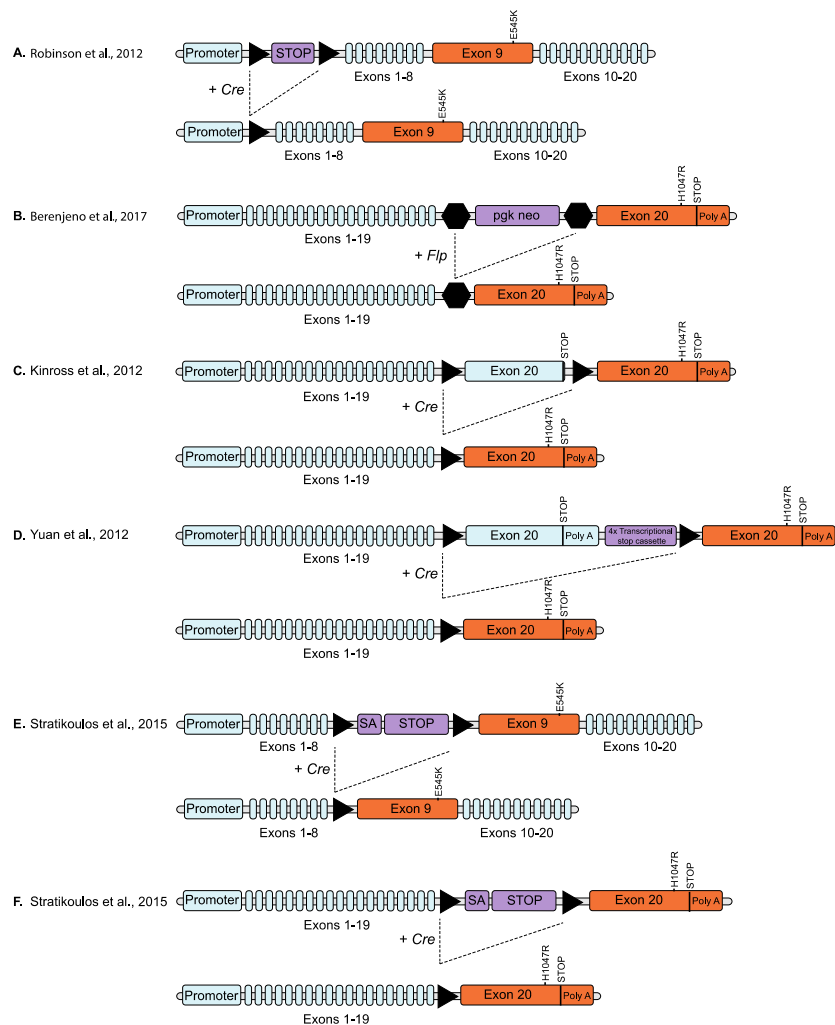 E545K
A. Robinson et al., 2012 Promoter STOP Exon 9
Exons 1-8 Exons 10-20
+ Cre
E545K
Promoter Exon 9
Exons 1-8 Exons 10-20
H1047R STOP
B. Berenjeno et al., 2017 Promoter pgk neo Exon 20 Poly A
Exons 1-19
+ Flp
H1047R STOP
Promoter Exon 20 Poly A
Exons 1-19
STOP H1047R STOP
C. Kinross et al., 2012 Promoter Exon 20 Exon 20 Poly A
Exons 1-19
+ Cre
H1047R STOP
Promoter Exon 20 Poly A
Exons 1-19
STOP H1047R STOP
D. Yuan et al., 2012 Promoter Exon 20 Poly A 4x Transcriptional stop cassette Exon 20 Poly A
Exons 1-19
+ Cre
H1047R STOP
Promoter Exon 20 Poly A
Exons 1-19
E545K
E. Stratikoulos et al., 2015 Promoter SA STOP Exon 9
Exons 1-8 Exons 10-20
+ Cre
E545K
Promoter Exon 9
Exons 1-8 Exons 10-20
H1047R STOP
F. Stratikoulos et al., 2015 Promoter SA STOP Exon 20 Poly A
Exons 1-19
+ Cre
H1047R STOP
Promoter Exon 20 Poly A
Exons 1-19